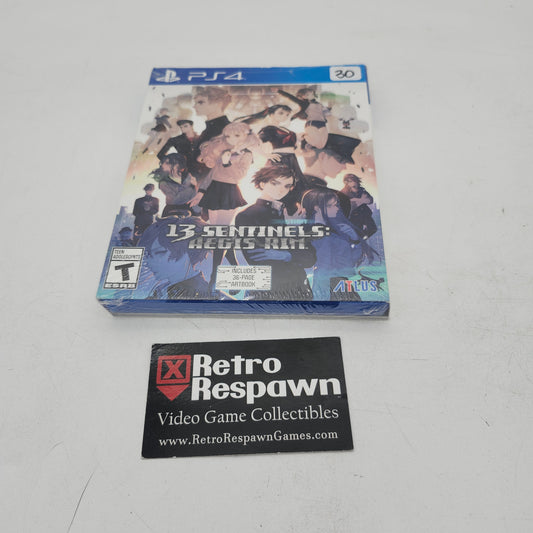 PS4
30
13 SENTINELS:
AEGIS RIM
TEEN
ADOLESCENTS
T
ESRB
INCLUDES
36-PAGE
ARTBOOK
ATLUS
Retro
Respawn
Video Game Collectibles
www.RetroRespawnGames.com